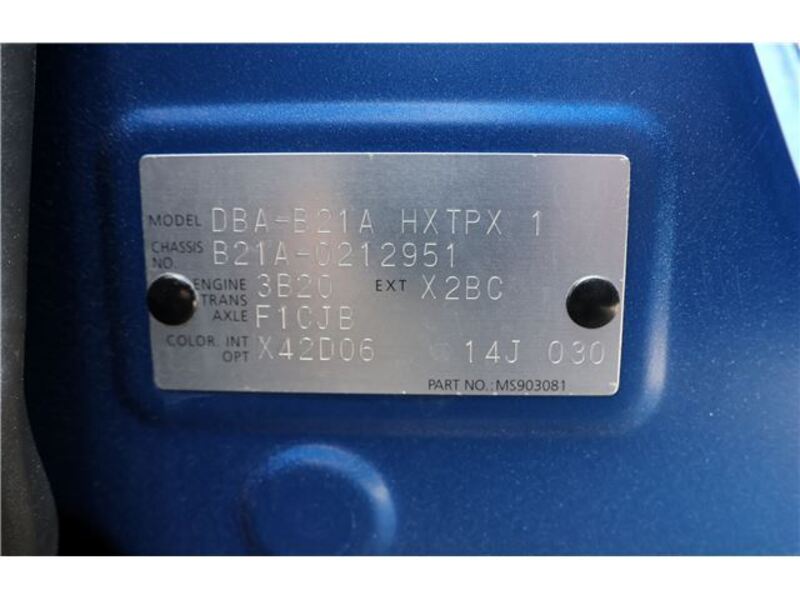 MODEL DBA-B21A HXTPX 1
CHASSIS NO. B21A-0212951
ENGINE 3B20 EXT X2BC
TRANS AXLE F1CJB
COLOR, INT OPT X42D06 14J 030
PART NO.:MS903081